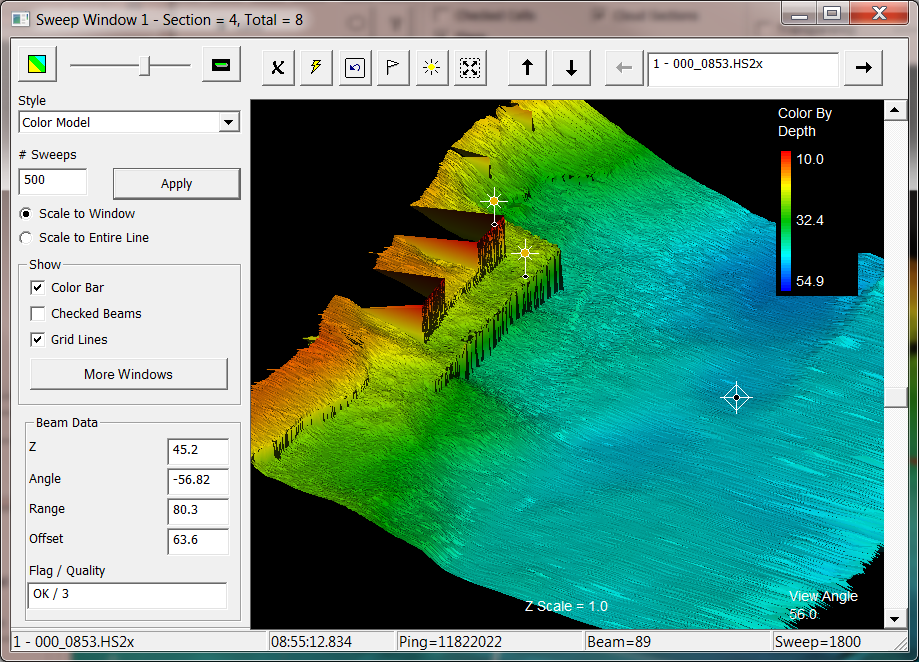 Sweep Window 1 - Section = 4, Total = 8
1 - 000_0853.HS2x
Style
Color Model
# Sweeps
500
Apply
Scale to Window
Scale to Entire Line
Show
Color Bar
Checked Beams
Grid Lines
More Windows
Beam Data
Z
45.2
Angle
-56.82
Range
80.3
Offset
63.6
Flag / Quality
OK / 3
Color By
Depth
10.0
32.4
54.9
Z Scale = 1.0
View Angle
56.0
1 - 000_0853.HS2x
08:55:12.834
Ping=11822022
Beam=89
Sweep=1800